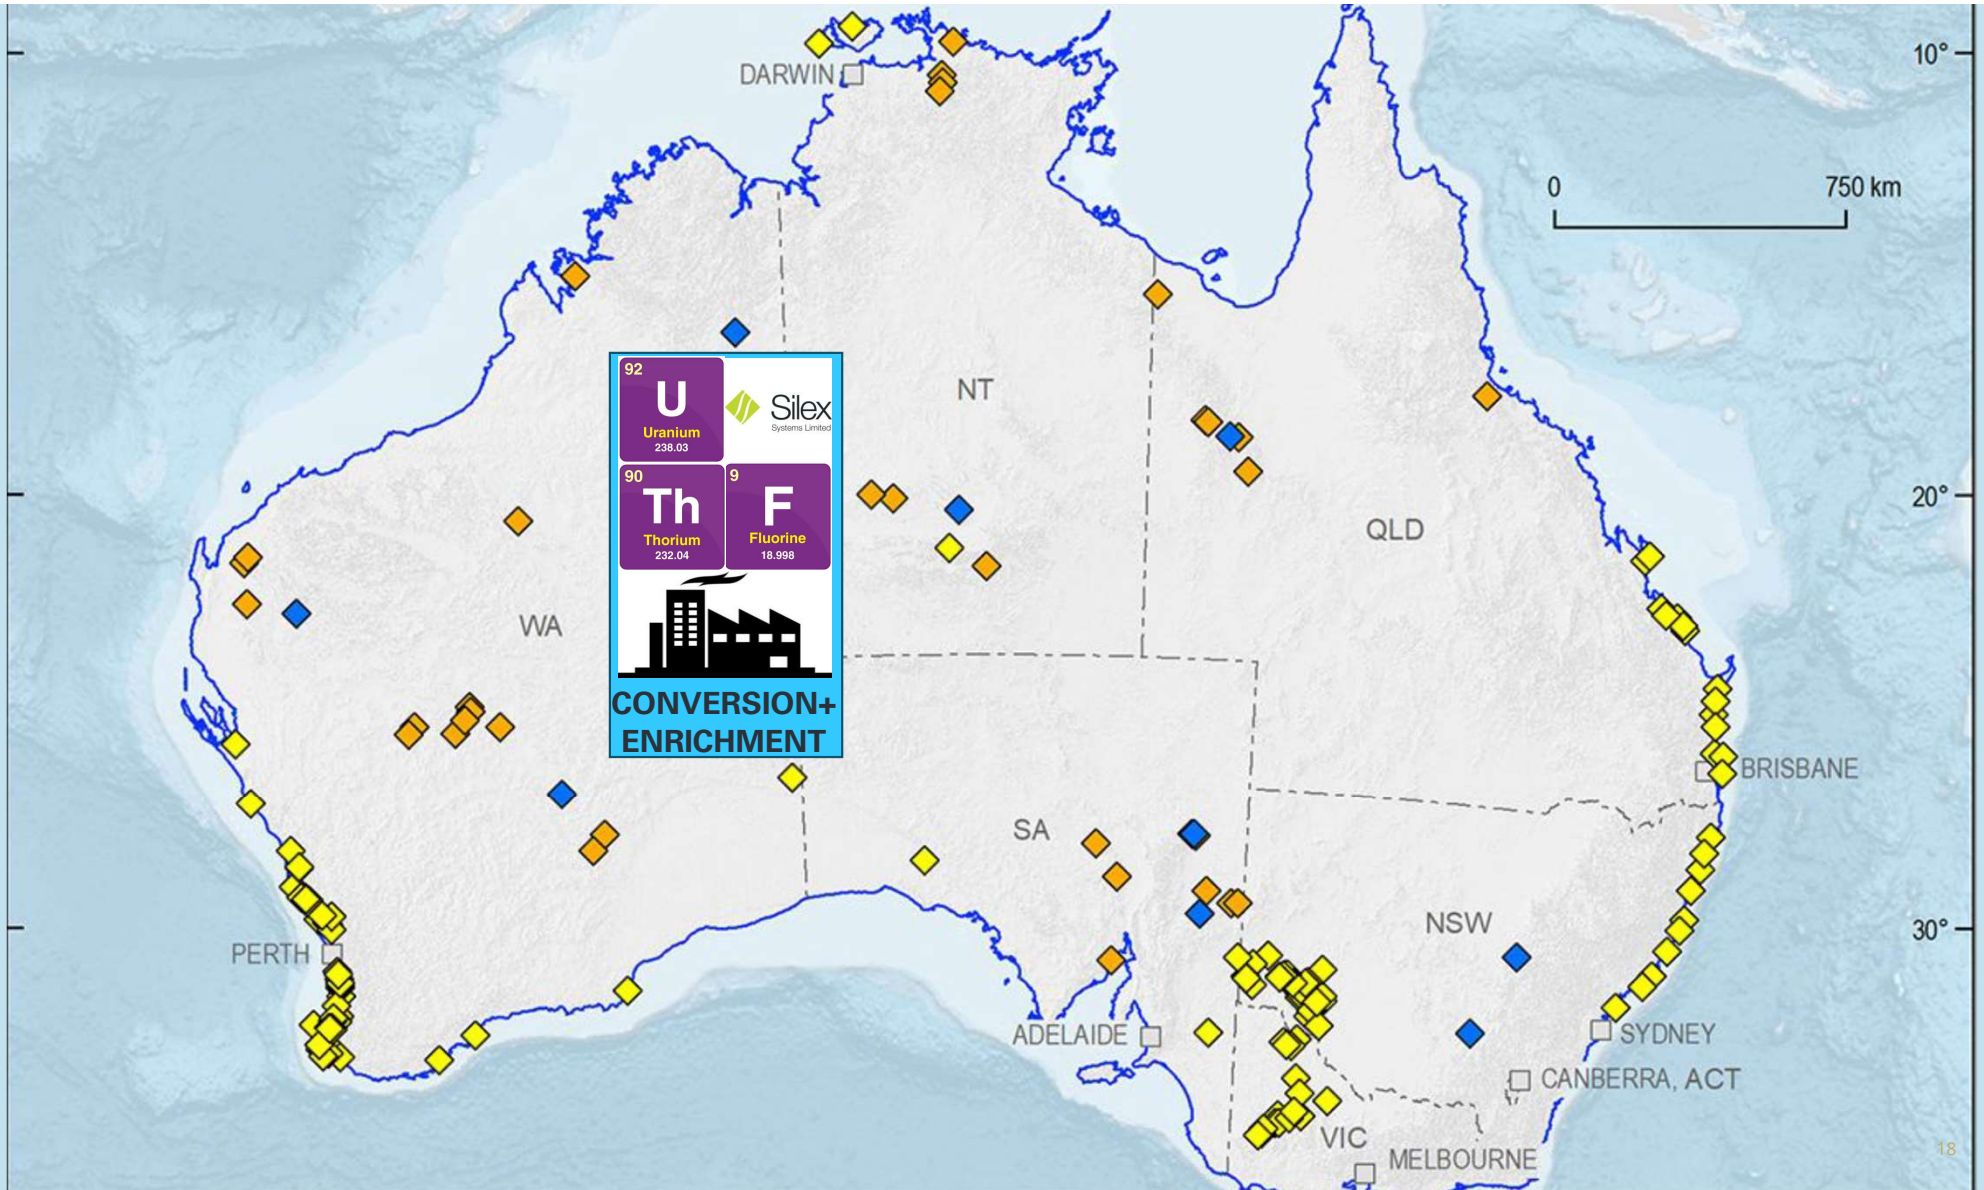 10°
DARWIN
0
750 km
NT
92
U
Uranium
238.03
Silex
Systems Limited
90
Th
Thorium
232.04
9
F
Fluorine
18.998
20°
QLD
WA
CONVERSION+
ENRICHMENT
BRISBANE
SA
NSW
30°
PERTH
ADELAIDE
SYDNEY
CANBERRA, ACT
VIC
MELBOURNE
18